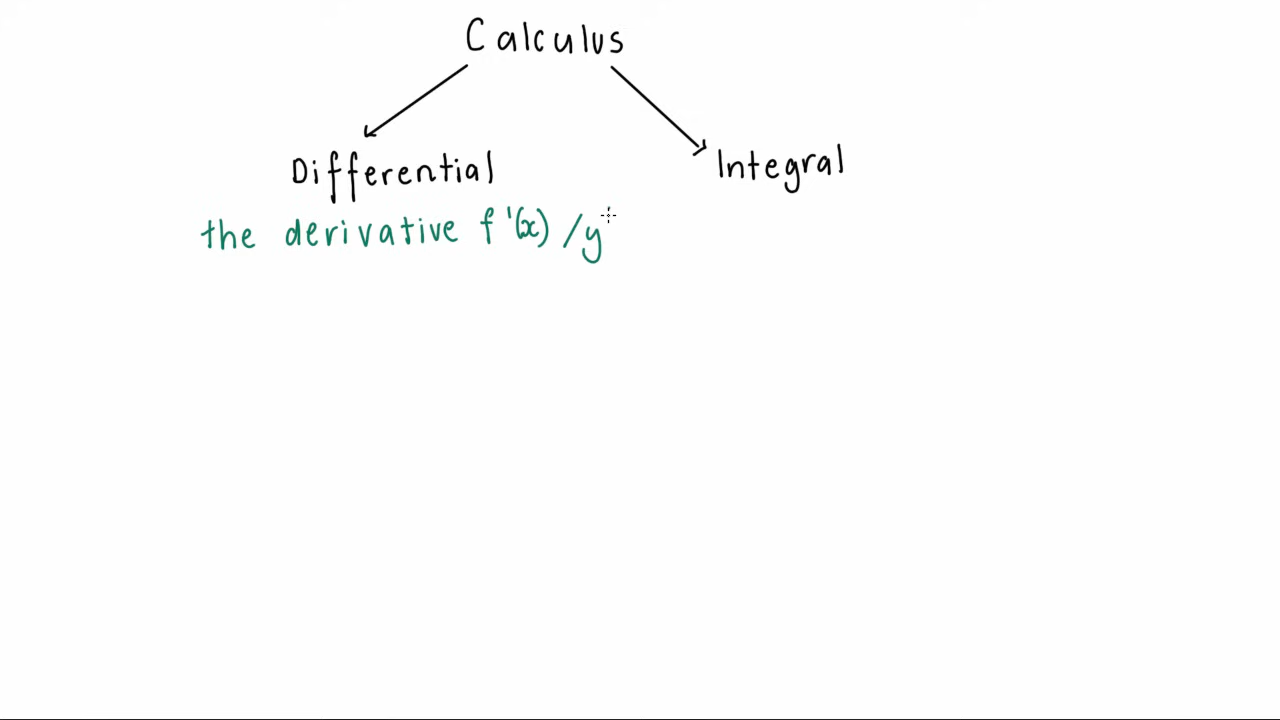 Calculus
Differential Integral
the derivative f'(x) / y'